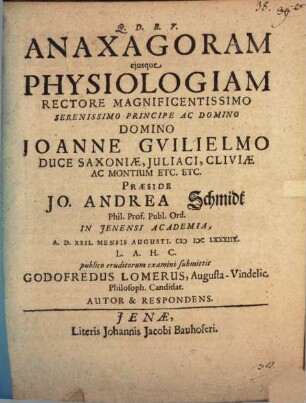 Q. D. B. V.
ANAXAGORAM
ejusque
PHYSIOLOGIAM
RECTORE MAGNIFICENTISSIMO
SERENISSIMO PRINCIPE AC DOMINO
DOMINO
JOANNE GVILIELMO
DUCE SAXONIÆ, JULIACI, CLIVIÆ
AC MONTIUM ETC. ETC.
PRÆSIDE
JO. ANDREA Schmidt
Phil. Prof. Publ. Ord.
IN JENENSI ACADEMIA,
A. D. XXII. MENSIS AUGUSTI. CIↃ IↃC LXXXIIX.
L. A. H. C.
publico eruditorum examini submittit
GODOFREDUS LOMERUS, Augusta-Vindelic.
Philosoph. Candidat.
AUTOR & RESPONDENS.
JENÆ,
Literis Johannis Jacobi Bauhoferi.